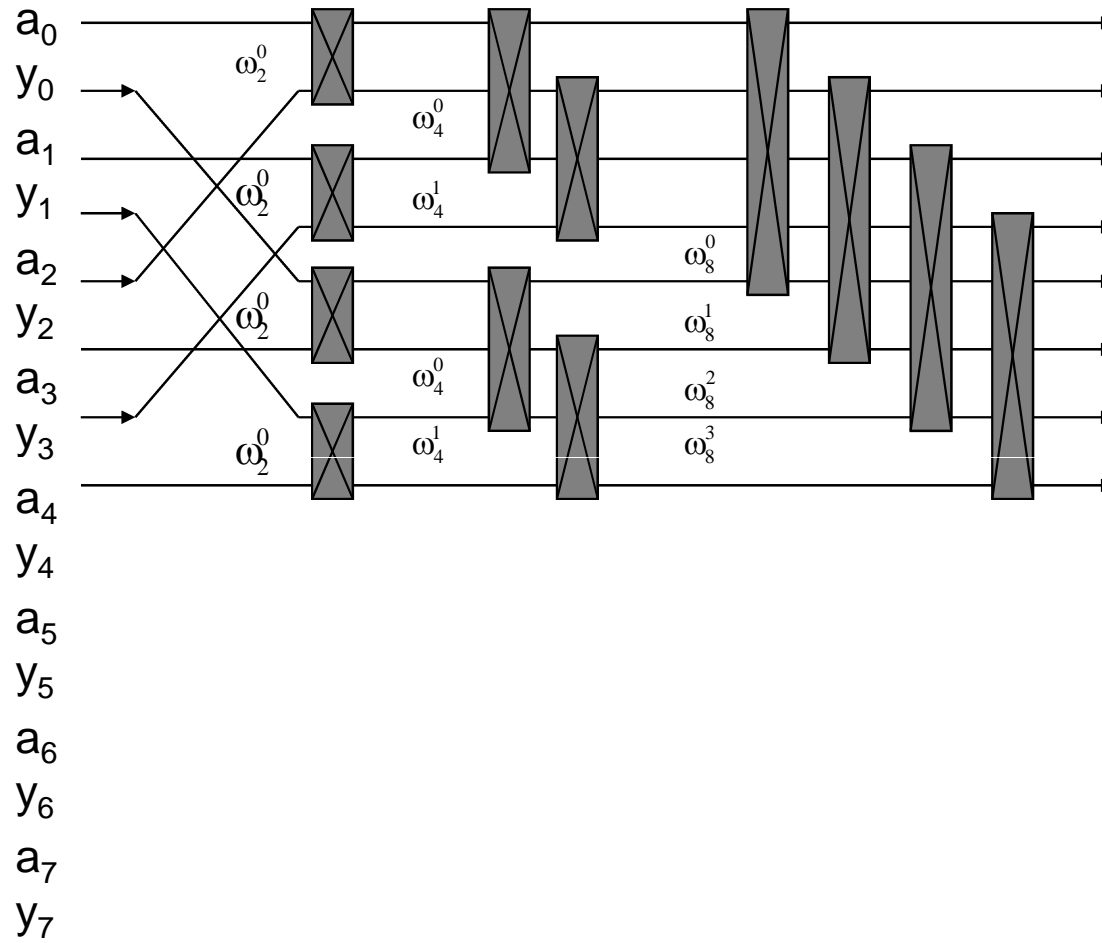 a₀
y₀
a₁
y₁
a₂
y₂
a₃
y₃
a₄
y₄
a₅
y₅
a₆
y₆
a₇
y₇
ω₂⁰
ω₂⁰
ω₂⁰
ω₂⁰
ω₄⁰
ω₄¹
ω₄⁰
ω₄¹
ω₈⁰
ω₈¹
ω₈²
ω₈³